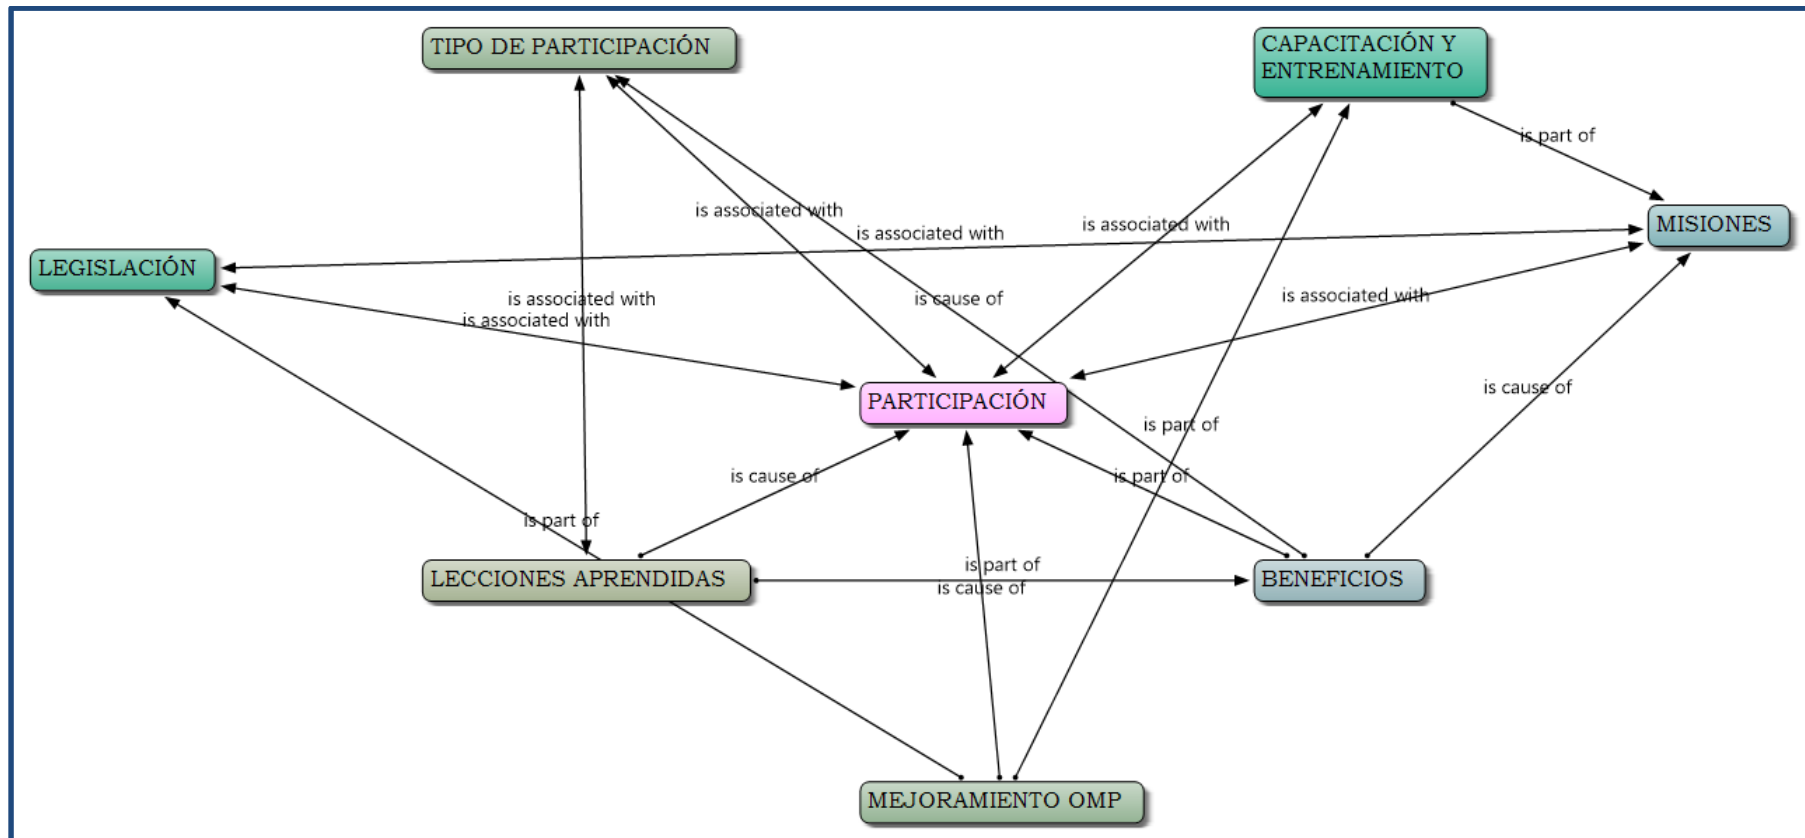 TIPO DE PARTICIPACIÓN
CAPACITACIÓN Y
ENTRENAMIENTO
is part of
is associated with
is associated with
is associated with
MISIONES
LEGISLACIÓN
is associated with
is cause of
is associated with
is associated with
is cause of
PARTICIPACIÓN
is part of
is cause of
is part of
is part of
LECCIONES APRENDIDAS
is part of
is cause of
BENEFICIOS
MEJORAMIENTO OMP